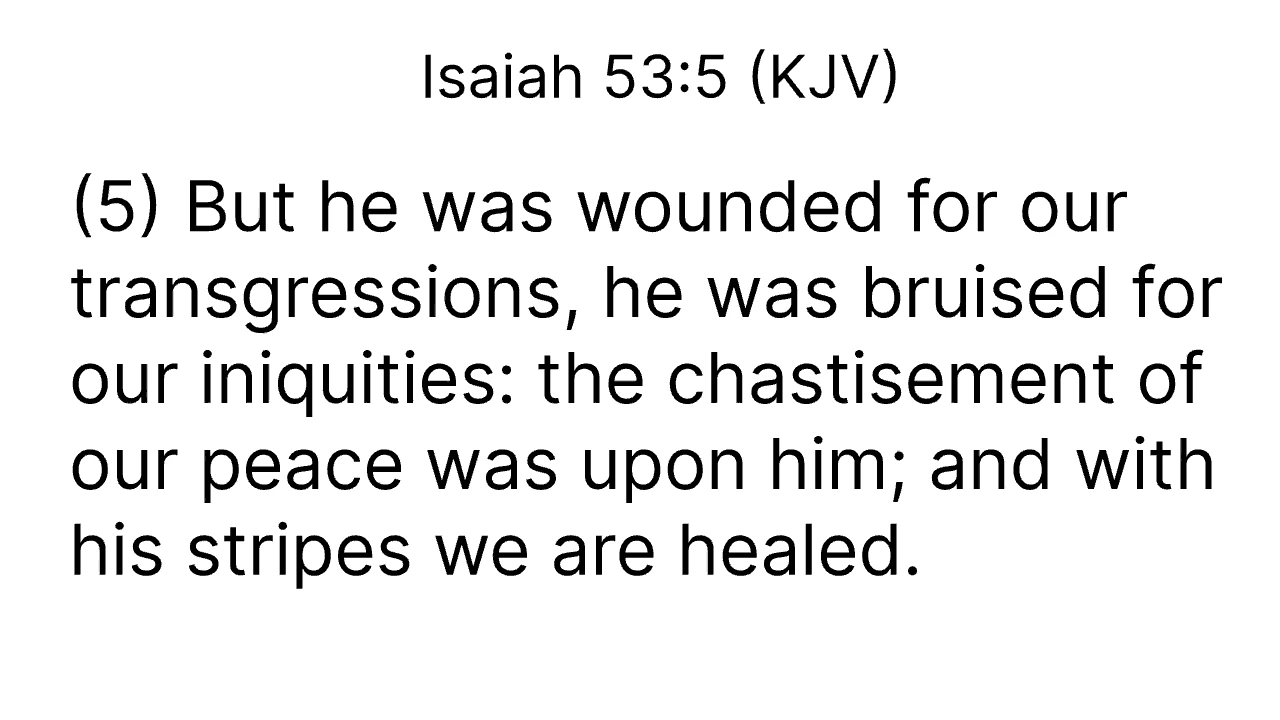 Isaiah 53:5 (KJV)
(5) But he was wounded for our
transgressions, he was bruised for
our iniquities: the chastisement of
our peace was upon him; and with
his stripes we are healed.